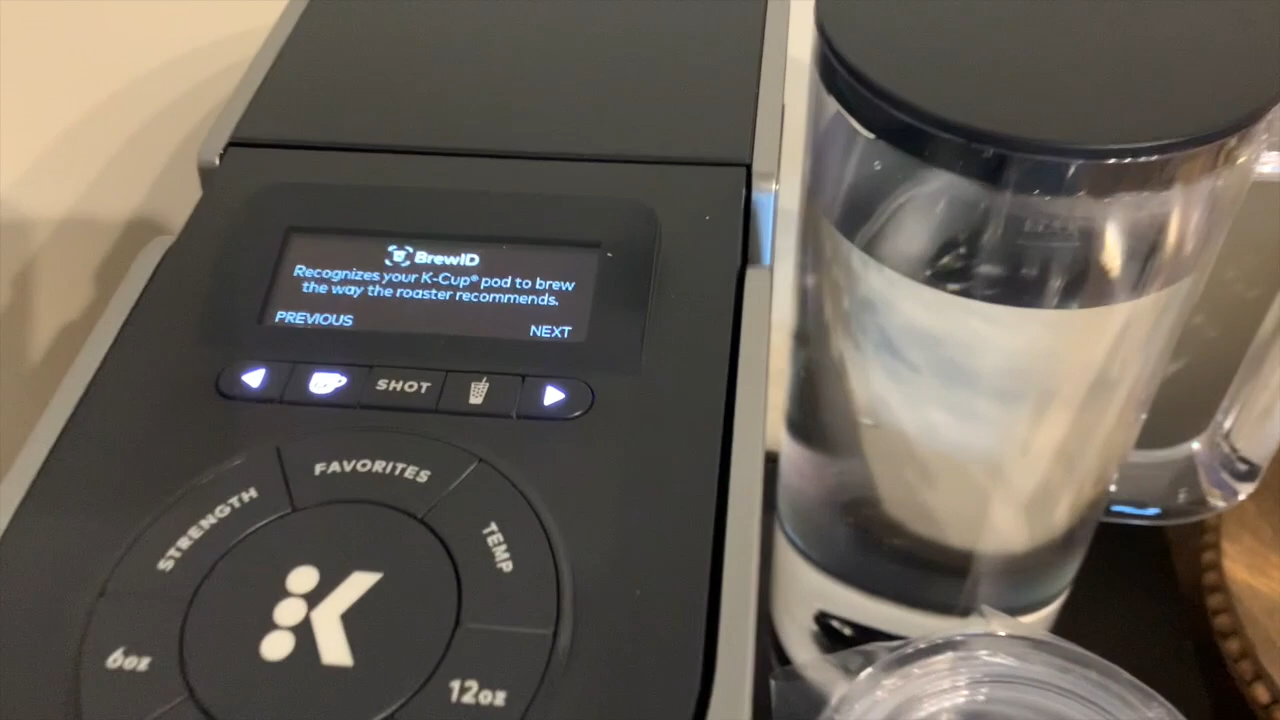 BrewID
Recognizes your K-Cup® pod to brew
the way the roaster recommends.
PREVIOUS
NEXT
SHOT
FAVORITES
STRENGTH
TEMP
K
6oz
12oz